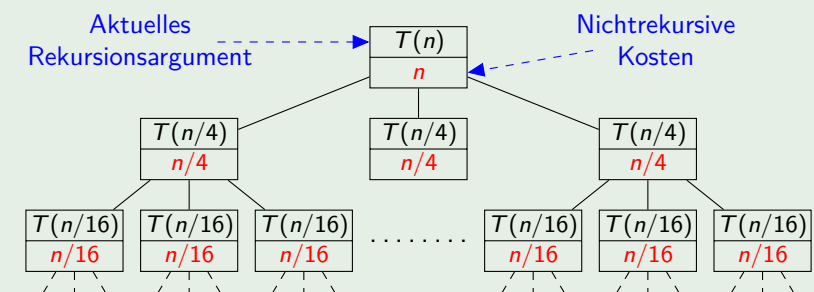 Aktuelles
Rekursionsargument
T(n)
n
Nichtrekursive
Kosten
T(n/4)
n/4
T(n/4)
n/4
T(n/4)
n/4
T(n/16)
n/16
T(n/16)
n/16
T(n/16)
n/16
........
T(n/16)
n/16
T(n/16)
n/16
T(n/16)
n/16